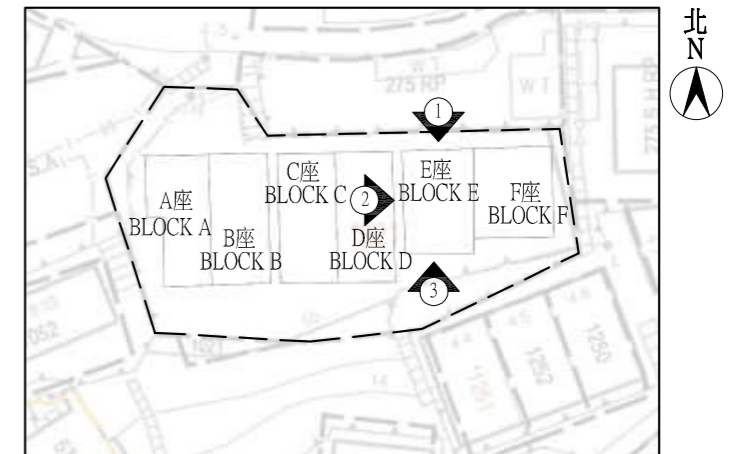 北
N
W T
275 RP
W T
1
C座
BLOCK C
E座
BLOCK E
A座
BLOCK A
2
F座
BLOCK F
B座
BLOCK B
D座
BLOCK D
3
1250
1252
1251